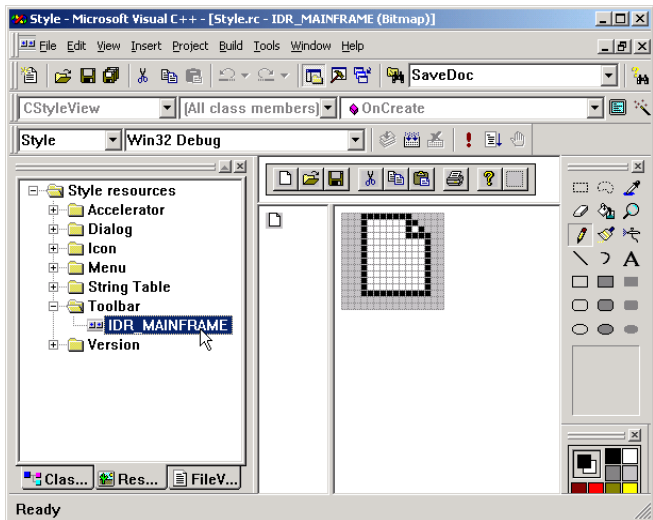 Style - Microsoft Visual C++ - [Style.rc - IDR_MAINFRAME (Bitmap)]
File Edit View Insert Project Build Tools Window Help
SaveDoc
CStyleView (All class members) OnCreate
Style Win32 Debug
Style resources
Accelerator
Dialog
Icon
Menu
String Table
Toolbar
IDR_MAINFRAME
Version
A
Clas... Res... FileV...
Ready